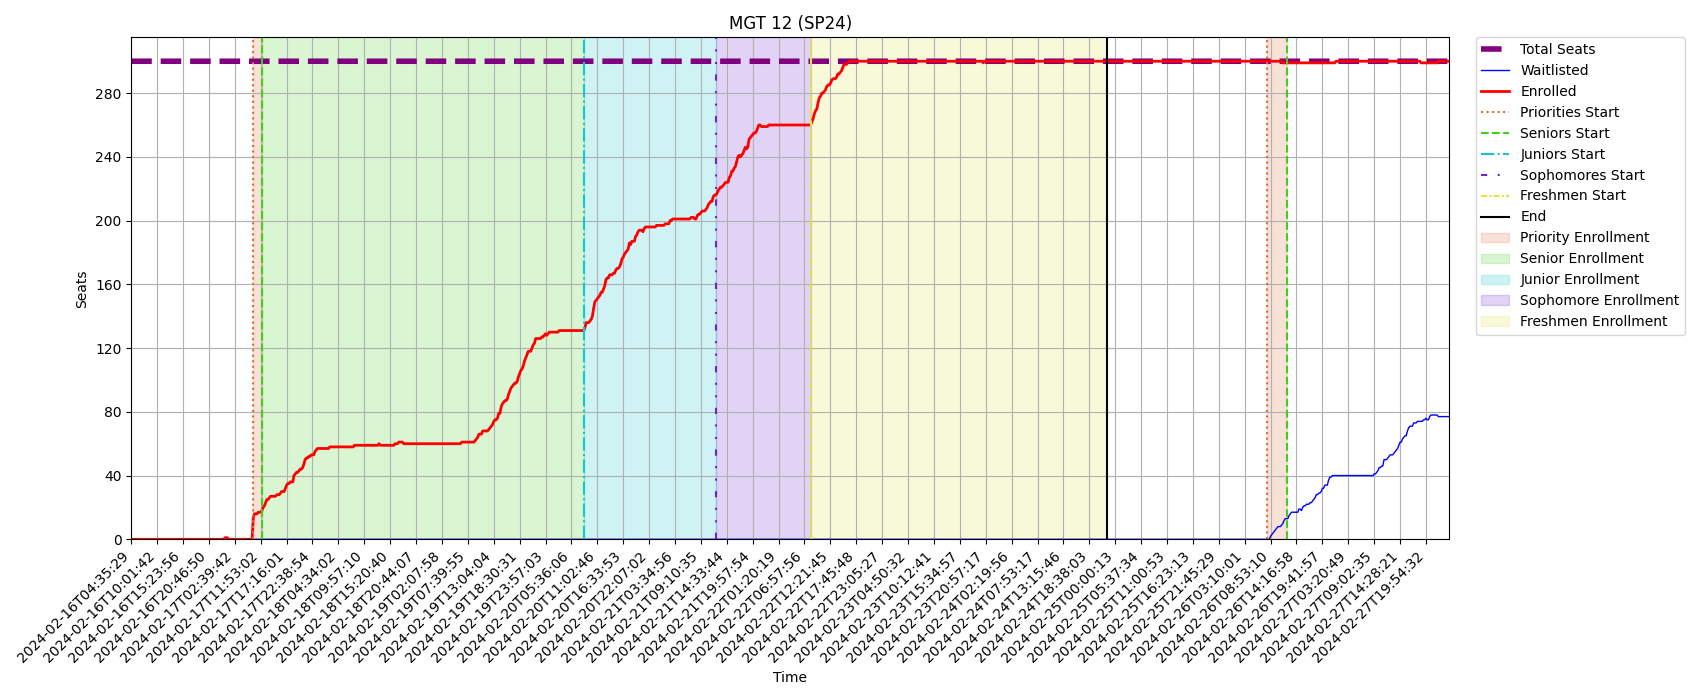 MGT 12 (SP24)
Seats
280
240
200
160
120
80
40
0
2024-02-16T04:35:29
2024-02-16T10:01:42
2024-02-16T15:23:56
2024-02-16T20:46:50
2024-02-17T02:39:42
2024-02-17T11:53:02
2024-02-17T17:16:01
2024-02-17T22:38:54
2024-02-18T04:34:02
2024-02-18T09:57:10
2024-02-18T15:20:40
2024-02-18T20:44:07
2024-02-19T02:07:58
2024-02-19T07:39:55
2024-02-19T13:04:04
2024-02-19T18:30:31
2024-02-19T23:57:03
2024-02-20T05:36:06
2024-02-20T11:02:46
2024-02-20T16:33:53
2024-02-20T22:07:02
2024-02-21T03:34:56
2024-02-21T09:10:35
2024-02-21T14:33:44
2024-02-21T19:57:54
2024-02-22T01:20:19
2024-02-22T06:57:56
2024-02-22T12:21:45
2024-02-22T17:45:48
2024-02-22T23:05:27
2024-02-23T04:50:32
2024-02-23T10:12:41
2024-02-23T15:34:57
2024-02-23T20:57:17
2024-02-24T02:19:56
2024-02-24T07:53:17
2024-02-24T13:15:46
2024-02-24T18:38:03
2024-02-25T00:00:13
2024-02-25T05:37:34
2024-02-25T11:00:53
2024-02-25T16:23:13
2024-02-25T21:45:29
2024-02-26T03:10:01
2024-02-26T08:53:10
2024-02-26T14:16:58
2024-02-26T19:41:57
2024-02-27T03:20:49
2024-02-27T09:02:35
2024-02-27T14:28:21
2024-02-27T19:54:32
Time
Total Seats
Waitlisted
Enrolled
Priorities Start
Seniors Start
Juniors Start
Sophomores Start
Freshmen Start
End
Priority Enrollment
Senior Enrollment
Junior Enrollment
Sophomore Enrollment
Freshmen Enrollment